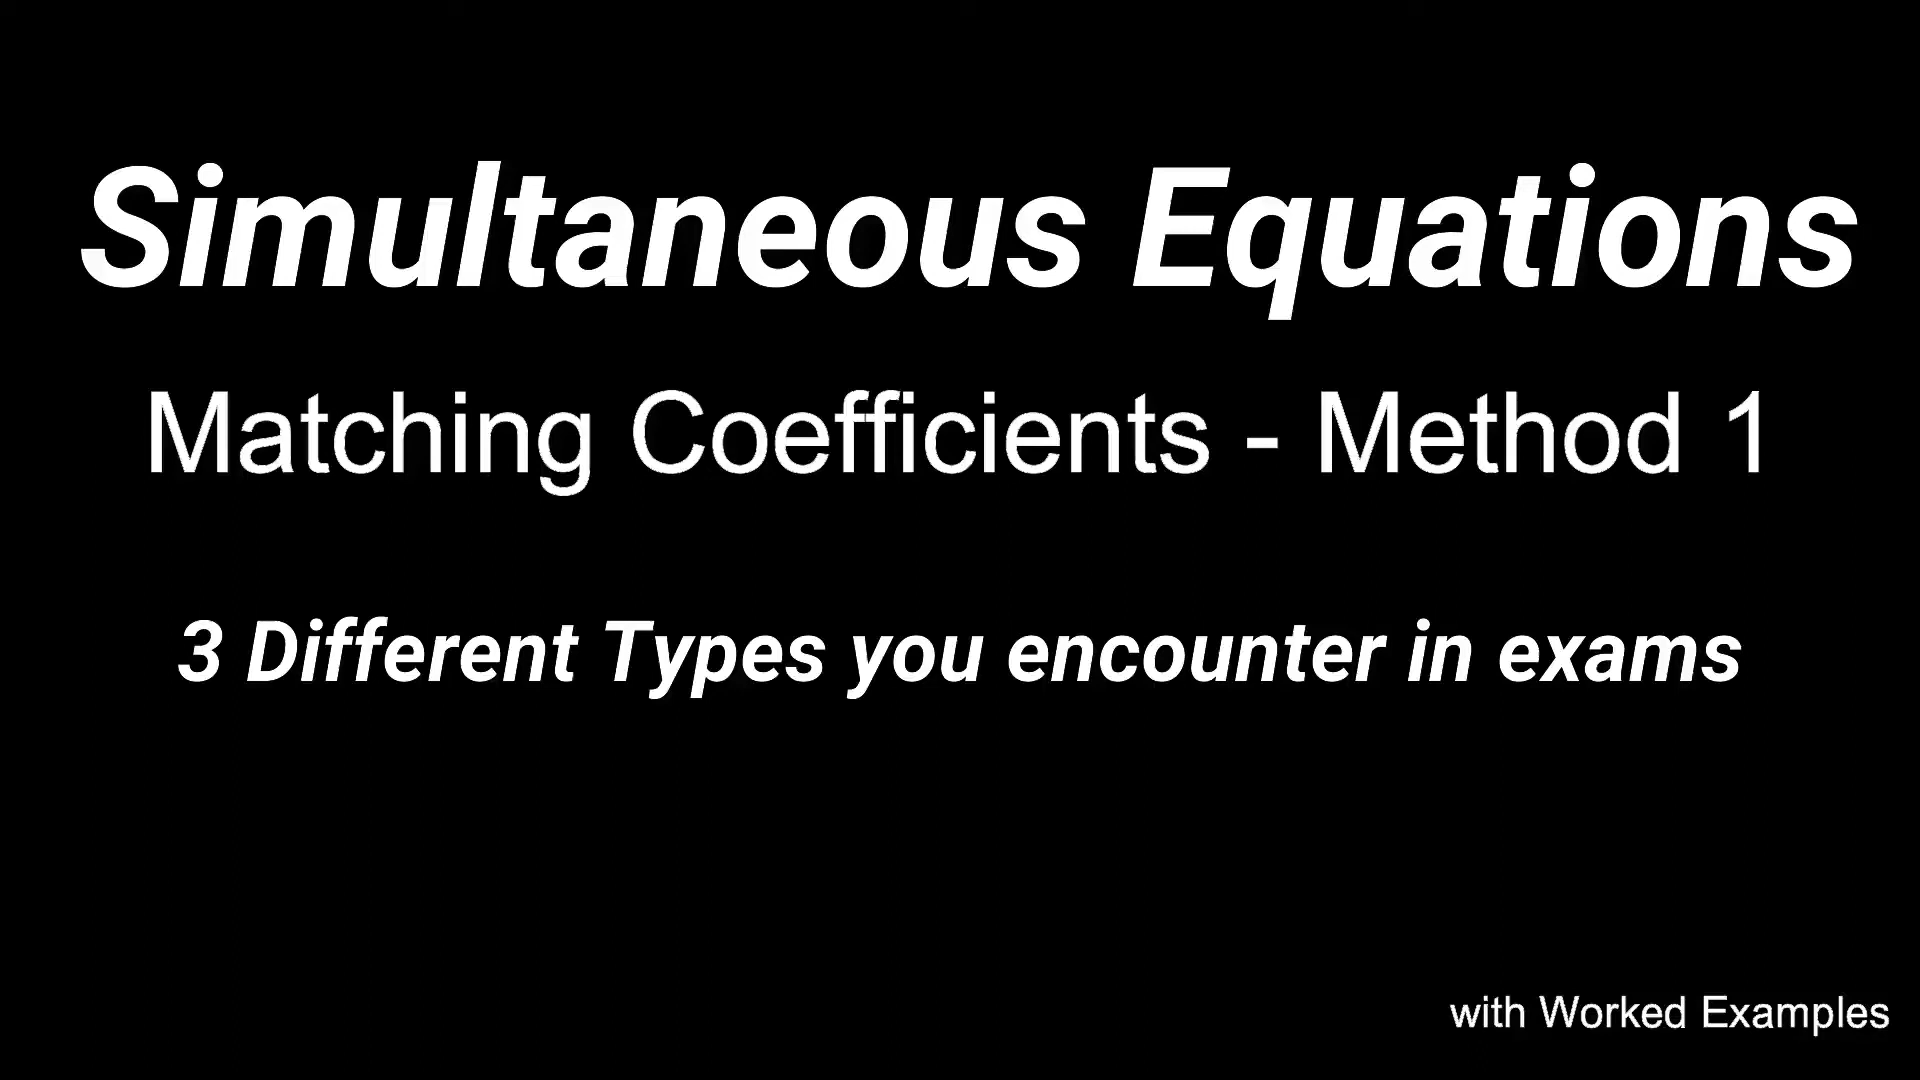 Simultaneous Equations
Matching Coefficients - Method 1
3 Different Types you encounter in exams
with Worked Examples